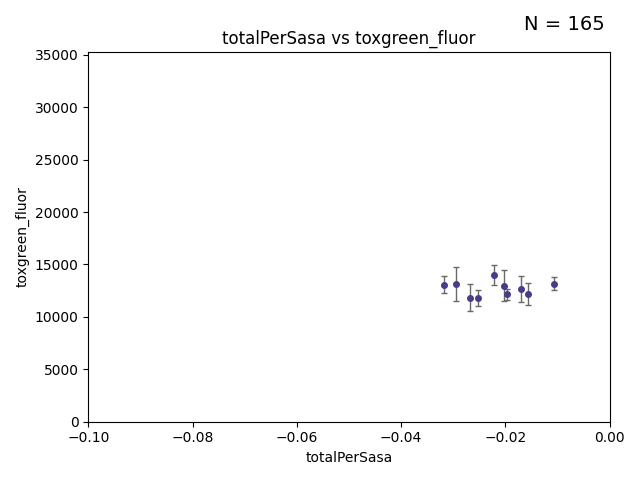 N = 165
totalPerSasa vs toxgreen_fluor
35000
30000
25000
20000
15000
10000
5000
0
toxgreen_fluor
−0.10 −0.08 −0.06 −0.04 −0.02 0.00
totalPerSasa